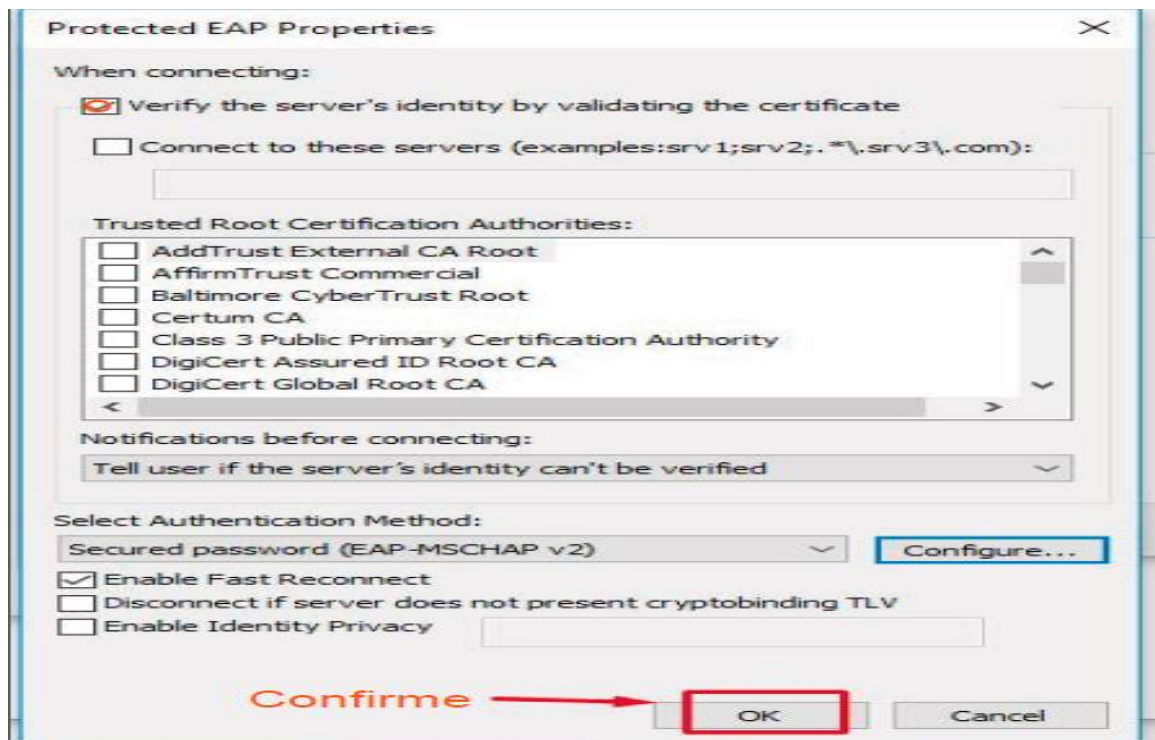 Protected EAP Properties
When connecting:
Verify the server's identity by validating the certificate
Connect to these servers (examples:srv1;srv2;.*\.srv3\.com):
Trusted Root Certification Authorities:
AddTrust External CA Root
AffirmTrust Commercial
Baltimore CyberTrust Root
Certum CA
Class 3 Public Primary Certification Authority
DigiCert Assured ID Root CA
DigiCert Global Root CA
Notifications before connecting:
Tell user if the server's identity can't be verified
Select Authentication Method:
Secured password (EAP-MSCHAP v2)
Configure...
Enable Fast Reconnect
Disconnect if server does not present cryptobinding TLV
Enable Identity Privacy
Confirme
OK
Cancel